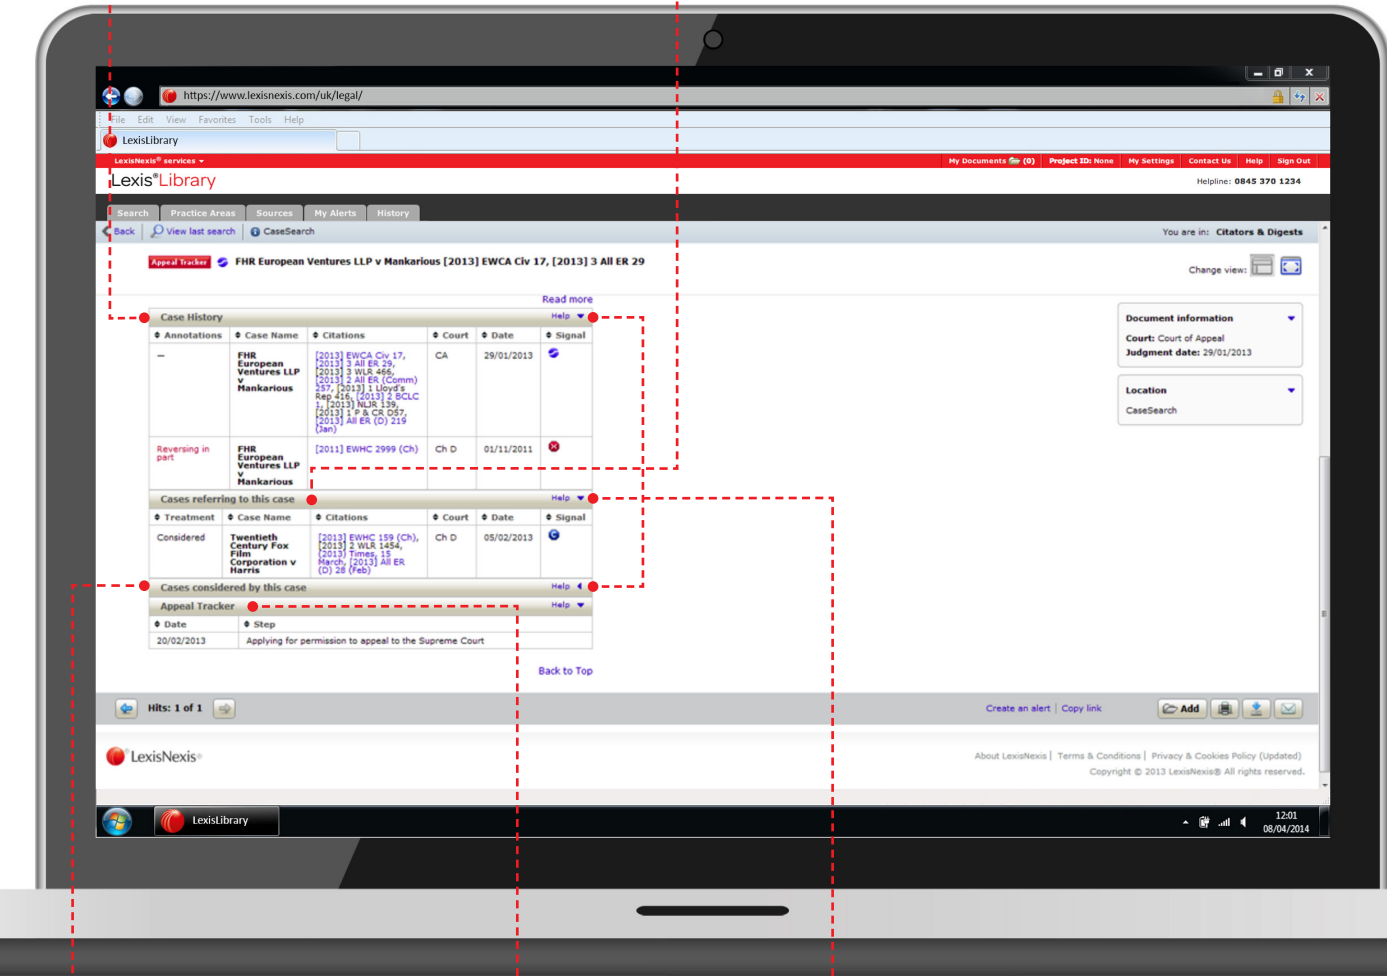 https://www.lexisnexis.com/uk/legal/
File Edit View Favorites Tools Help
LexisLibrary
LexisNexis® services
My Documents (0) Project ID: None My Settings Contact Us Help Sign Out
Lexis®Library
Helpline: 0845 370 1234
Search Practice Areas Sources My Alerts History
Back View last search CaseSearch
You are in: Citators & Digests
Appeal Tracker FHR European Ventures LLP v Mankarious [2013] EWCA Civ 17, [2013] 3 All ER 29
Change view:
Read more
Case History Help
Annotations Case Name Citations Court Date Signal
– FHR European Ventures LLP v Mankarious
[2013] EWCA Civ 17,
[2013] 3 All ER 29,
[2013] 3 WLR 466,
[2013] 2 All ER (Comm)
257, [2013] 1 Lloyd's
Rep 416, [2013] 2 BCLC
1, [2013] NLJR 139,
[2013] 1 P & CR D57,
[2013] All ER (D) 219
(Jan)
CA 29/01/2013
Reversing in part
FHR European Ventures LLP v Mankarious
[2011] EWHC 2999 (Ch) Ch D 01/11/2011
Cases referring to this case Help
Treatment Case Name Citations Court Date Signal
Considered
Twentieth Century Fox Film Corporation v Harris
[2013] EWHC 159 (Ch),
[2013] 2 WLR 1454,
(2013) Times, 15
March, [2013] All ER
(D) 28 (Feb)
Ch D 05/02/2013 C
Cases considered by this case Help
Appeal Tracker Help
Date Step
20/02/2013 Applying for permission to appeal to the Supreme Court
Back to Top
Document information
Court: Court of Appeal
Judgment date: 29/01/2013
Location
CaseSearch
Hits: 1 of 1
Create an alert | Copy link
Add
LexisNexis®
About LexisNexis | Terms & Conditions | Privacy & Cookies Policy (Updated)
Copyright © 2013 LexisNexis® All rights reserved.
LexisLibrary
12:01
08/04/2014